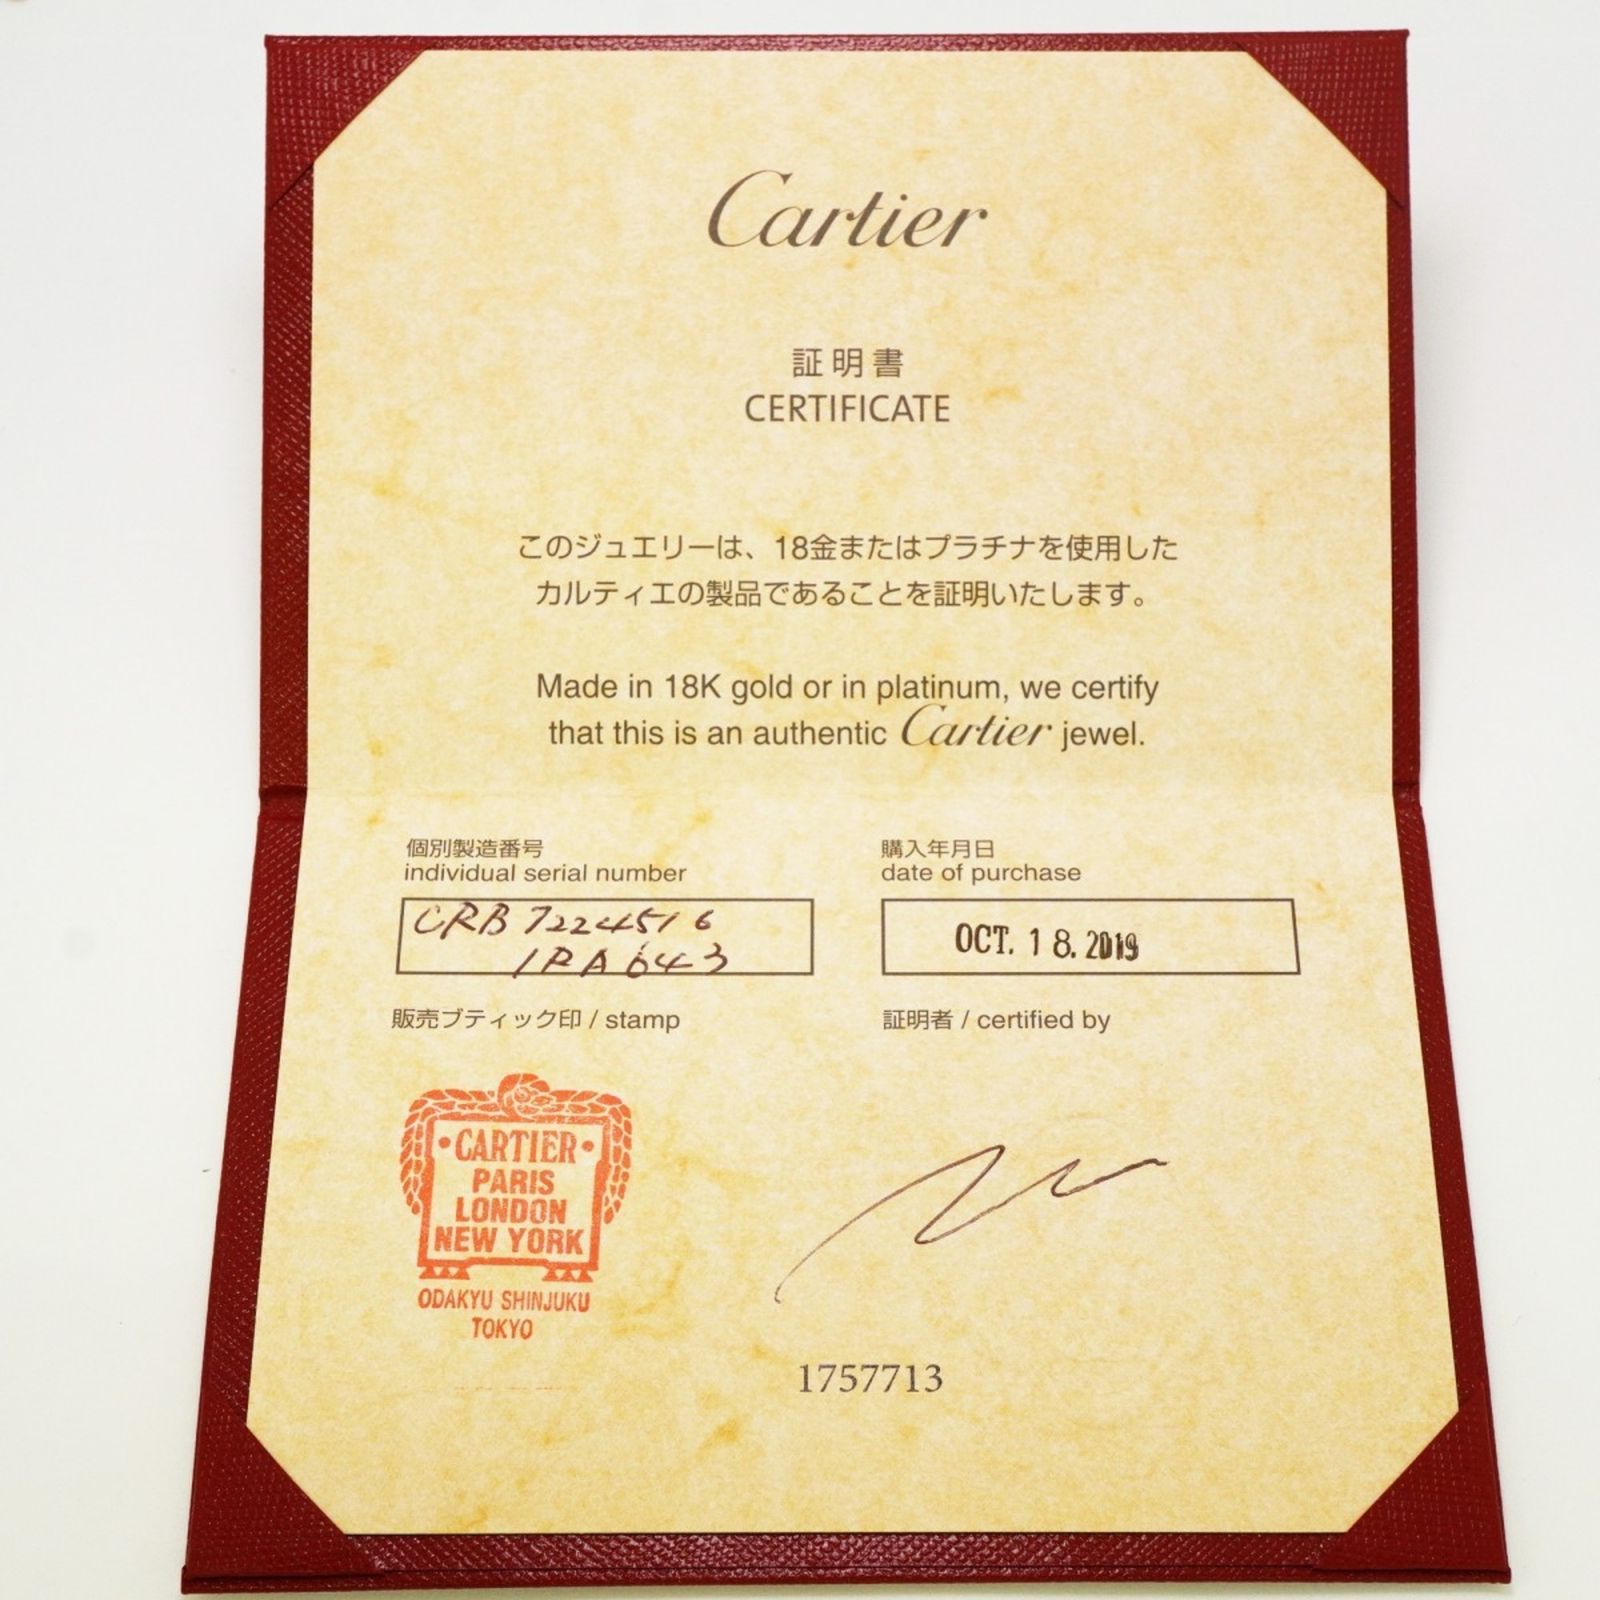 Cartier
証明書
CERTIFICATE
このジュエリーは、18金またはプラチナを使用した
カルティエの製品であることを証明いたします。
Made in 18K gold or in platinum, we certify
that this is an authentic Cartier jewel.
個別製造番号
individual serial number
CRB 7224516
1RA643
購入年月日
date of purchase
OCT. 18. 2019
販売ブティック印 / stamp
証明者 / certified by
•CARTIER•
PARIS
LONDON
NEW YORK
ODAKYU SHINJUKU
TOKYO
1757713